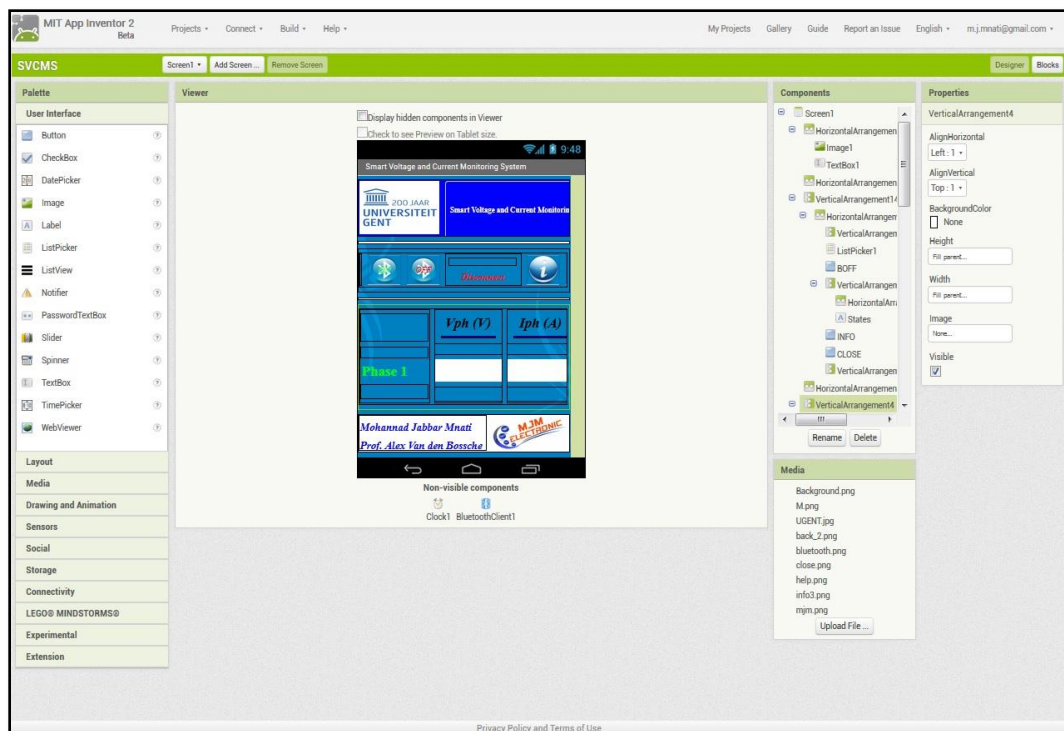 MIT App Inventor 2
Beta
Projects
Connect
Build
Help
My Projects
Gallery
Guide
Report an Issue
English
m.j.mnati@gmail.com
SVCMS
Screen1
Add Screen ...
Remove Screen
Designer
Blocks
Palette
User Interface
Button
CheckBox
DatePicker
Image
Label
ListPicker
ListView
Notifier
PasswordTextBox
Slider
Spinner
TextBox
TimePicker
WebViewer
Layout
Media
Drawing and Animation
Sensors
Social
Storage
Connectivity
LEGO® MINDSTORMS®
Experimental
Extension
Viewer
Display hidden components in Viewer
Check to see Preview on Tablet size.
9:48
Smart Voltage and Current Monitoring System
200 JAAR
UNIVERSITEIT
GENT
Smart Voltage and Current Monitorin
OFF
i
Vph (V)
Iph (A)
Phase 1
Mohannad Jabbar Mnati
Prof. Alex Van den Bossche
MJM
ELECTRONIC
Non-visible components
Clock1
BluetoothClient1
Components
Screen1
HorizontalArrangemen
Image1
TextBox1
HorizontalArrangemen
VerticalArrangement14
HorizontalArrangem
VerticalArrangem
ListPicker1
BOFF
VerticalArrangem
HorizontalArra
States
INFO
CLOSE
VerticalArrangem
HorizontalArrangemen
VerticalArrangement4
Rename
Delete
Media
Background.png
M.png
UGENT.jpg
back_2.png
bluetooth.png
close.png
help.png
info3.png
mjm.png
Upload File ...
Properties
VerticalArrangement4
AlignHorizontal
Left : 1
AlignVertical
Top : 1
BackgroundColor
None
Height
Fill parent...
Width
Fill parent...
Image
None...
Visible
Privacy Policy and Terms of Use